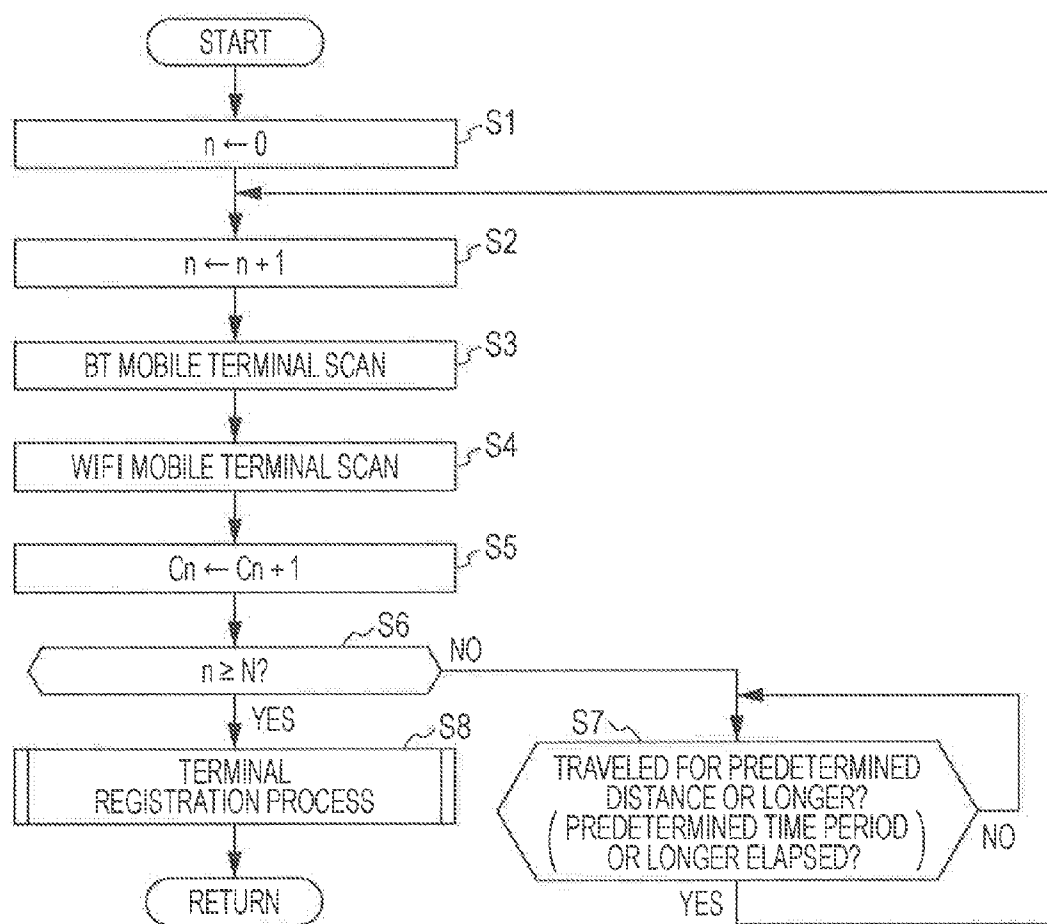 START
S1
n ← 0
S2
n ← n + 1
S3
BT MOBILE TERMINAL SCAN
S4
WIFI MOBILE TERMINAL SCAN
S5
Cn ← Cn + 1
S6
n ≥ N?
NO
YES
S8
TERMINAL
REGISTRATION PROCESS
RETURN
S7
TRAVELED FOR PREDETERMINED
DISTANCE OR LONGER?
(PREDETERMINED TIME PERIOD
OR LONGER ELAPSED?)
NO
YES